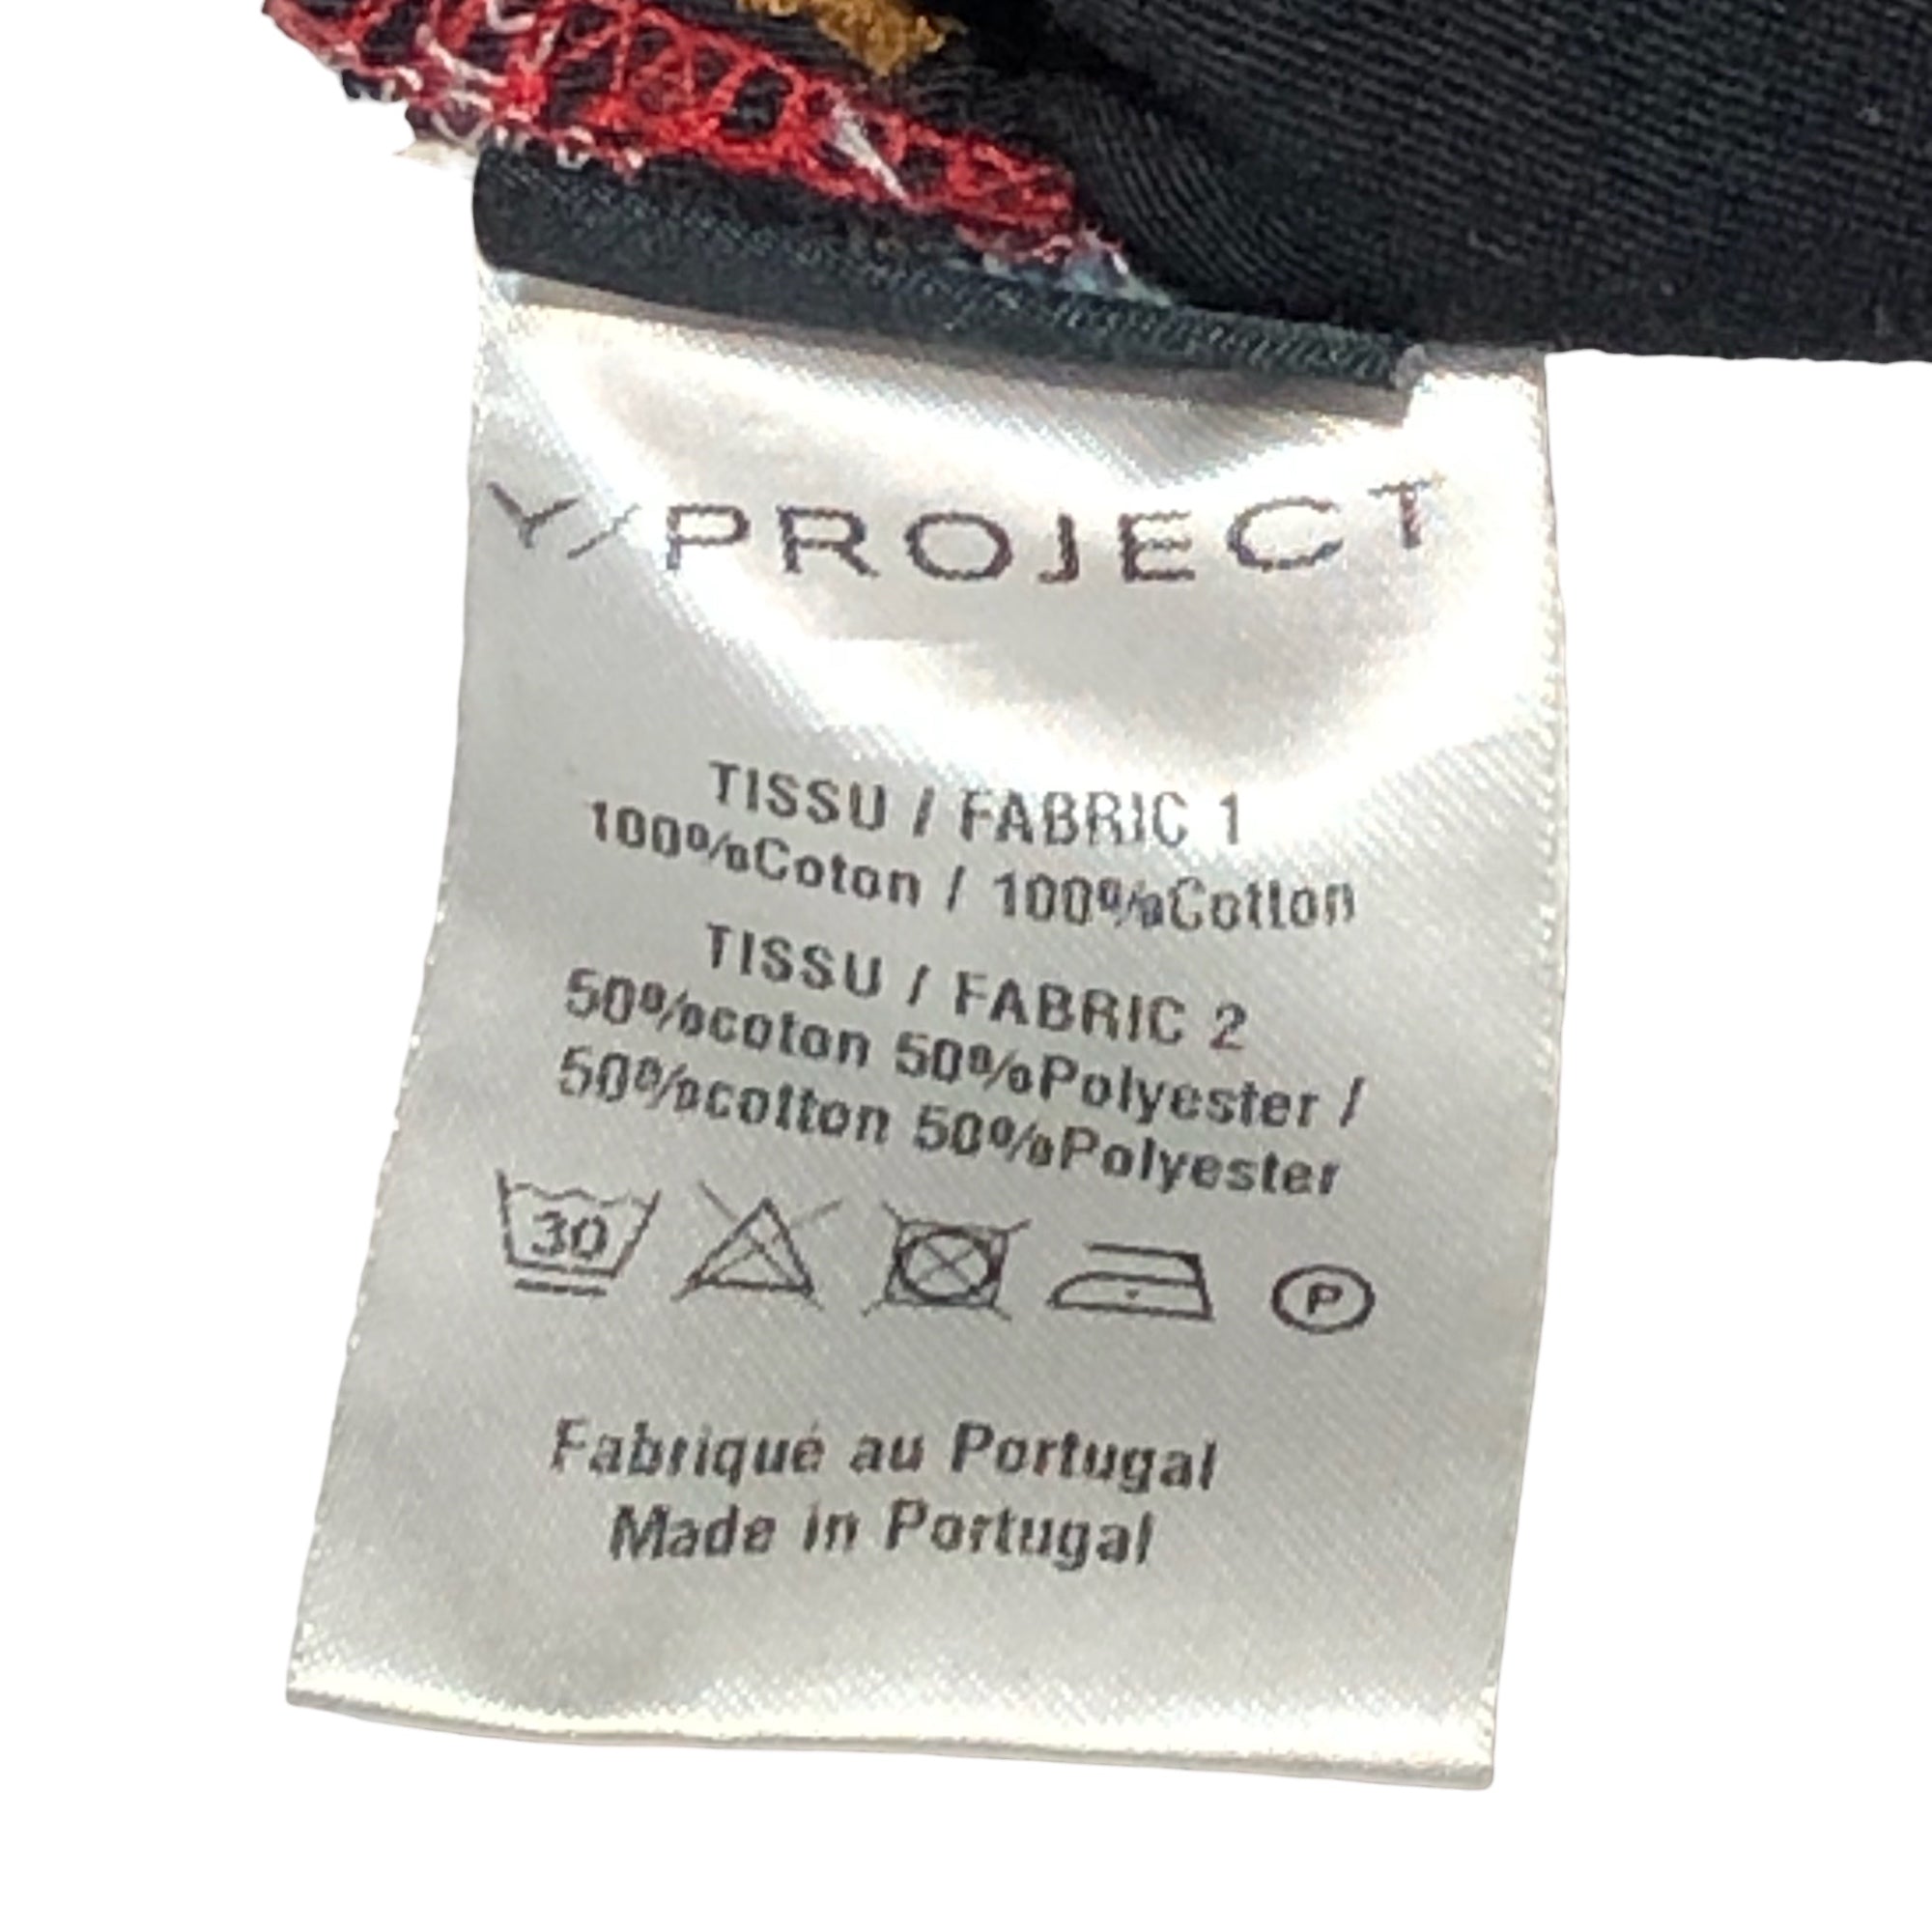 Y/PROJECT
TISSU / FABRIC 1
100%Coton / 100%Cotton
TISSU / FABRIC 2
50%coton 50%Polyester /
50%cotton 50%Polyester
30 P
Fabriqué au Portugal
Made in Portugal